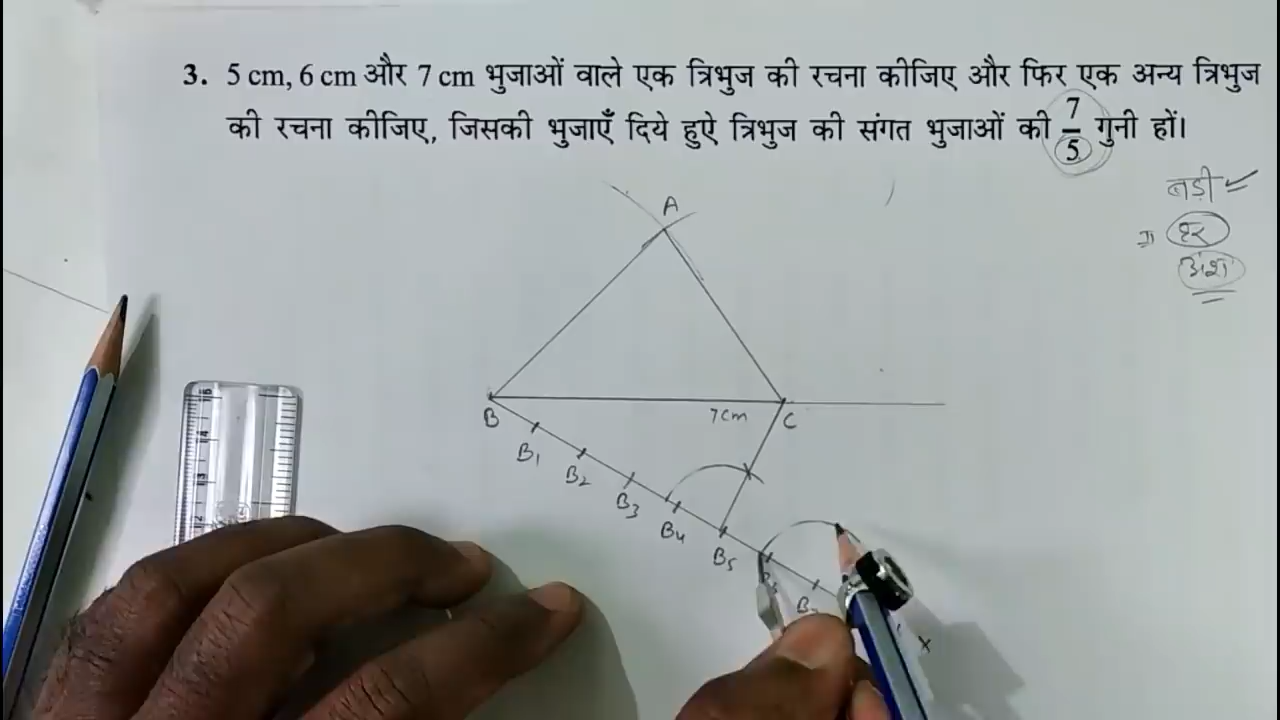 3. 5 cm, 6 cm और 7 cm भुजाओं वाले एक त्रिभुज की रचना कीजिए और फिर एक अन्य त्रिभुज
की रचना कीजिए, जिसकी भुजाएँ दिये हुऐ त्रिभुज की संगत भुजाओं की 7/5 गुनी हों।
बड़ी
हर
अंश
A
B 7cm C
B1
B2
B3
B4
B5
x